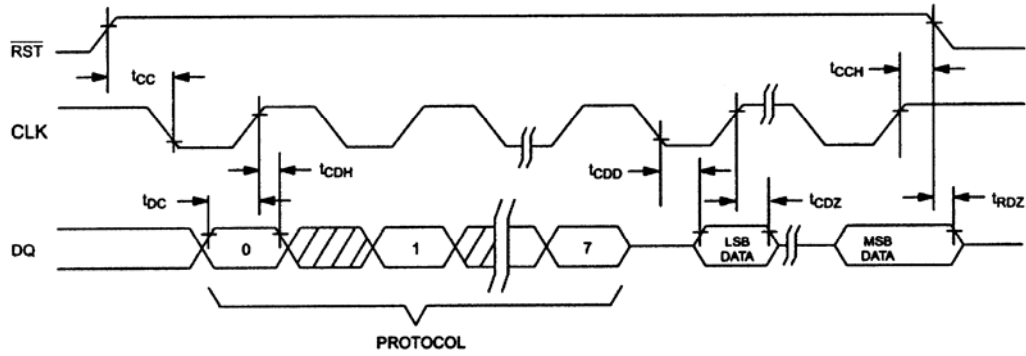 RST
tCC
tCCH
CLK
tCDH
tCDD
tDC
tCDZ
tRDZ
DQ
0
1
7
LSB
DATA
MSB
DATA
PROTOCOL